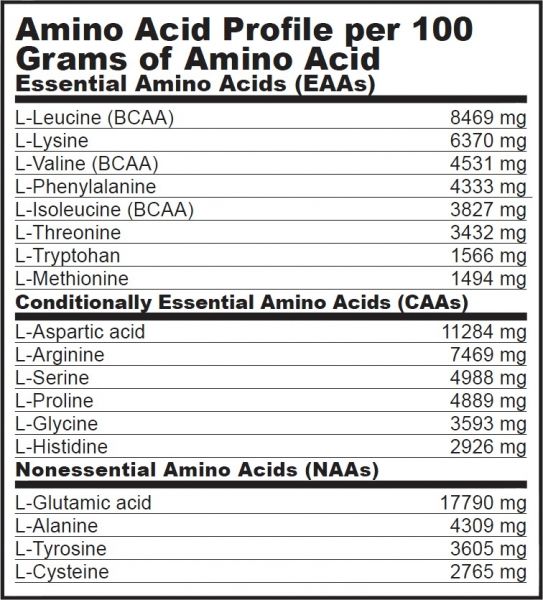 Amino Acid Profile per 100
Grams of Amino Acid
Essential Amino Acids (EAAs)
L-Leucine (BCAA) 8469 mg
L-Lysine 6370 mg
L-Valine (BCAA) 4531 mg
L-Phenylalanine 4333 mg
L-Isoleucine (BCAA) 3827 mg
L-Threonine 3432 mg
L-Tryptohan 1566 mg
L-Methionine 1494 mg
Conditionally Essential Amino Acids (CAAs)
L-Aspartic acid 11284 mg
L-Arginine 7469 mg
L-Serine 4988 mg
L-Proline 4889 mg
L-Glycine 3593 mg
L-Histidine 2926 mg
Nonessential Amino Acids (NAAs)
L-Glutamic acid 17790 mg
L-Alanine 4309 mg
L-Tyrosine 3605 mg
L-Cysteine 2765 mg